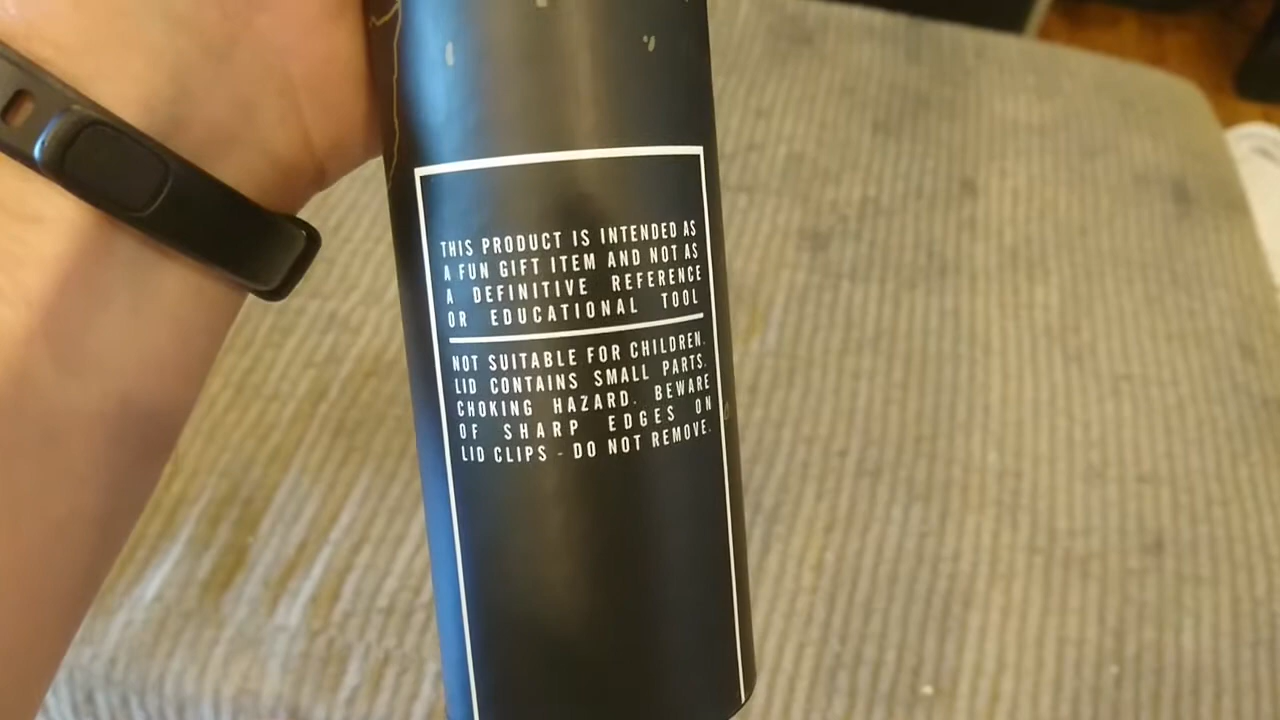 THIS PRODUCT IS INTENDED AS
A FUN GIFT ITEM AND NOT AS
A DEFINITIVE REFERENCE
OR EDUCATIONAL TOOL
NOT SUITABLE FOR CHILDREN.
LID CONTAINS SMALL PARTS.
CHOKING HAZARD. BEWARE
OF SHARP EDGES ON
LID CLIPS - DO NOT REMOVE.